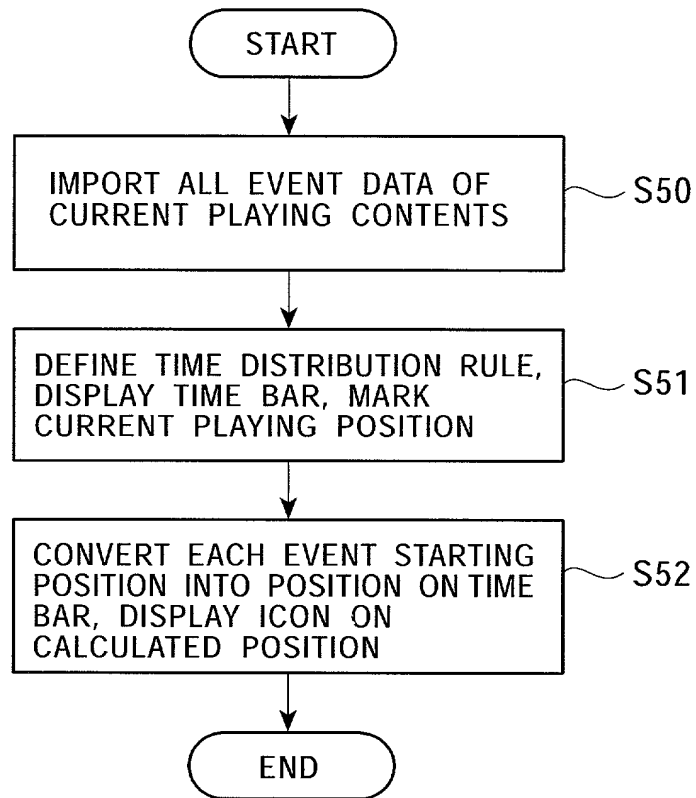 START
IMPORT ALL EVENT DATA OF
CURRENT PLAYING CONTENTS
S50
DEFINE TIME DISTRIBUTION RULE,
DISPLAY TIME BAR, MARK
CURRENT PLAYING POSITION
S51
CONVERT EACH EVENT STARTING
POSITION INTO POSITION ON TIME
BAR, DISPLAY ICON ON
CALCULATED POSITION
S52
END